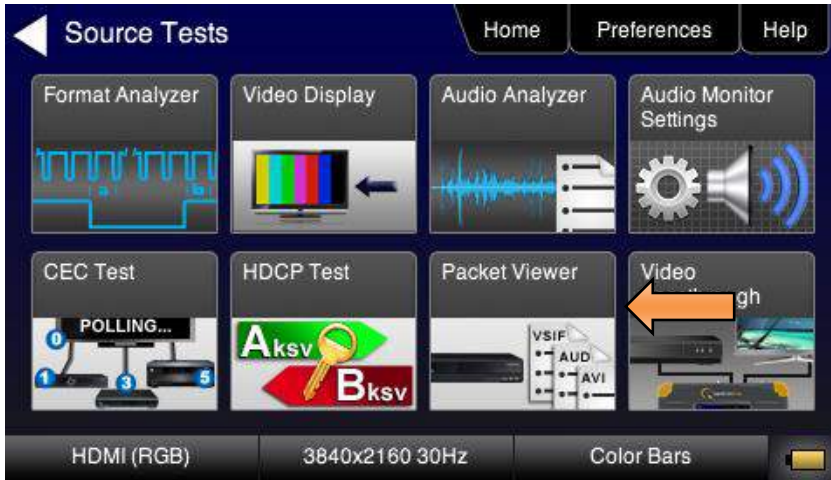 Source Tests
Home
Preferences
Help
Format Analyzer
Video Display
Audio Analyzer
Audio Monitor
Settings
CEC Test
HDCP Test
Packet Viewer
Video
POLLING...
0
1
3
5
Aksv
Bksv
VSIF
AUD
AVI
HDMI (RGB)
3840x2160 30Hz
Color Bars